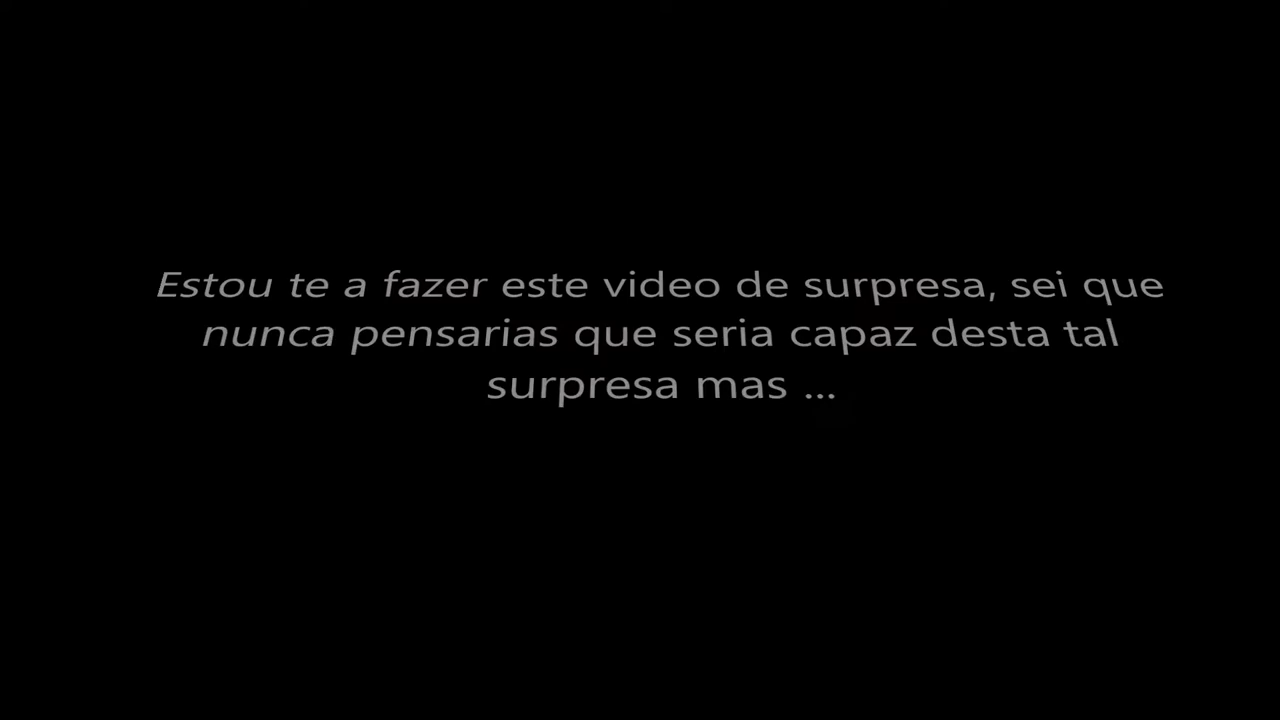 Estou te a fazer este video de surpresa, sei que
nunca pensarias que seria capaz desta tal
surpresa mas ...